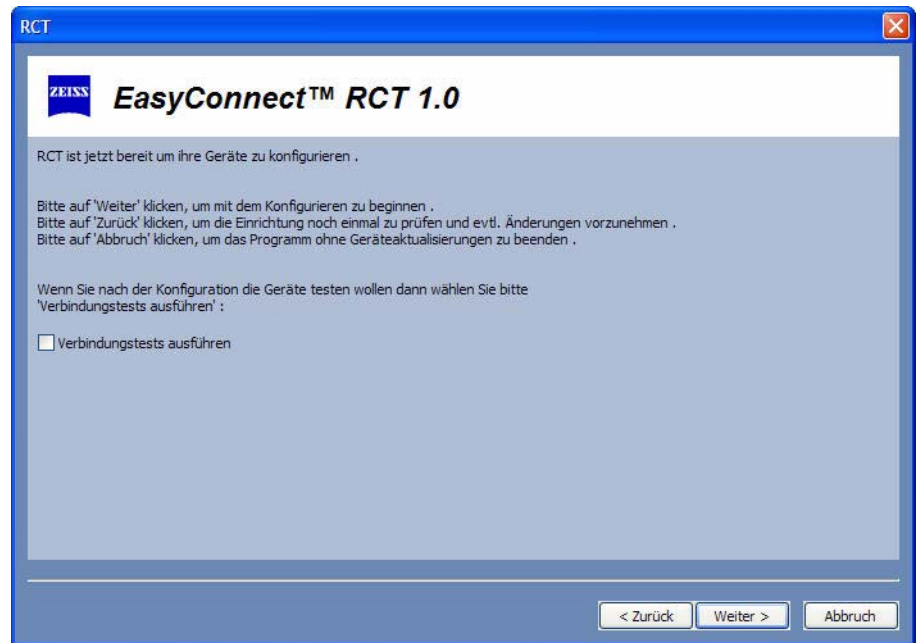 RCT
ZEISS
EasyConnect™ RCT 1.0
RCT ist jetzt bereit um ihre Geräte zu konfigurieren .
Bitte auf 'Weiter' klicken, um mit dem Konfigurieren zu beginnen .
Bitte auf 'Zurück' klicken, um die Einrichtung noch einmal zu prüfen und evtl. Änderungen vorzunehmen .
Bitte auf 'Abbruch' klicken, um das Programm ohne Geräteaktualisierungen zu beenden .
Wenn Sie nach der Konfiguration die Geräte testen wollen dann wählen Sie bitte
'Verbindungstests ausführen' :
Verbindungstests ausführen
< Zurück Weiter > Abbruch